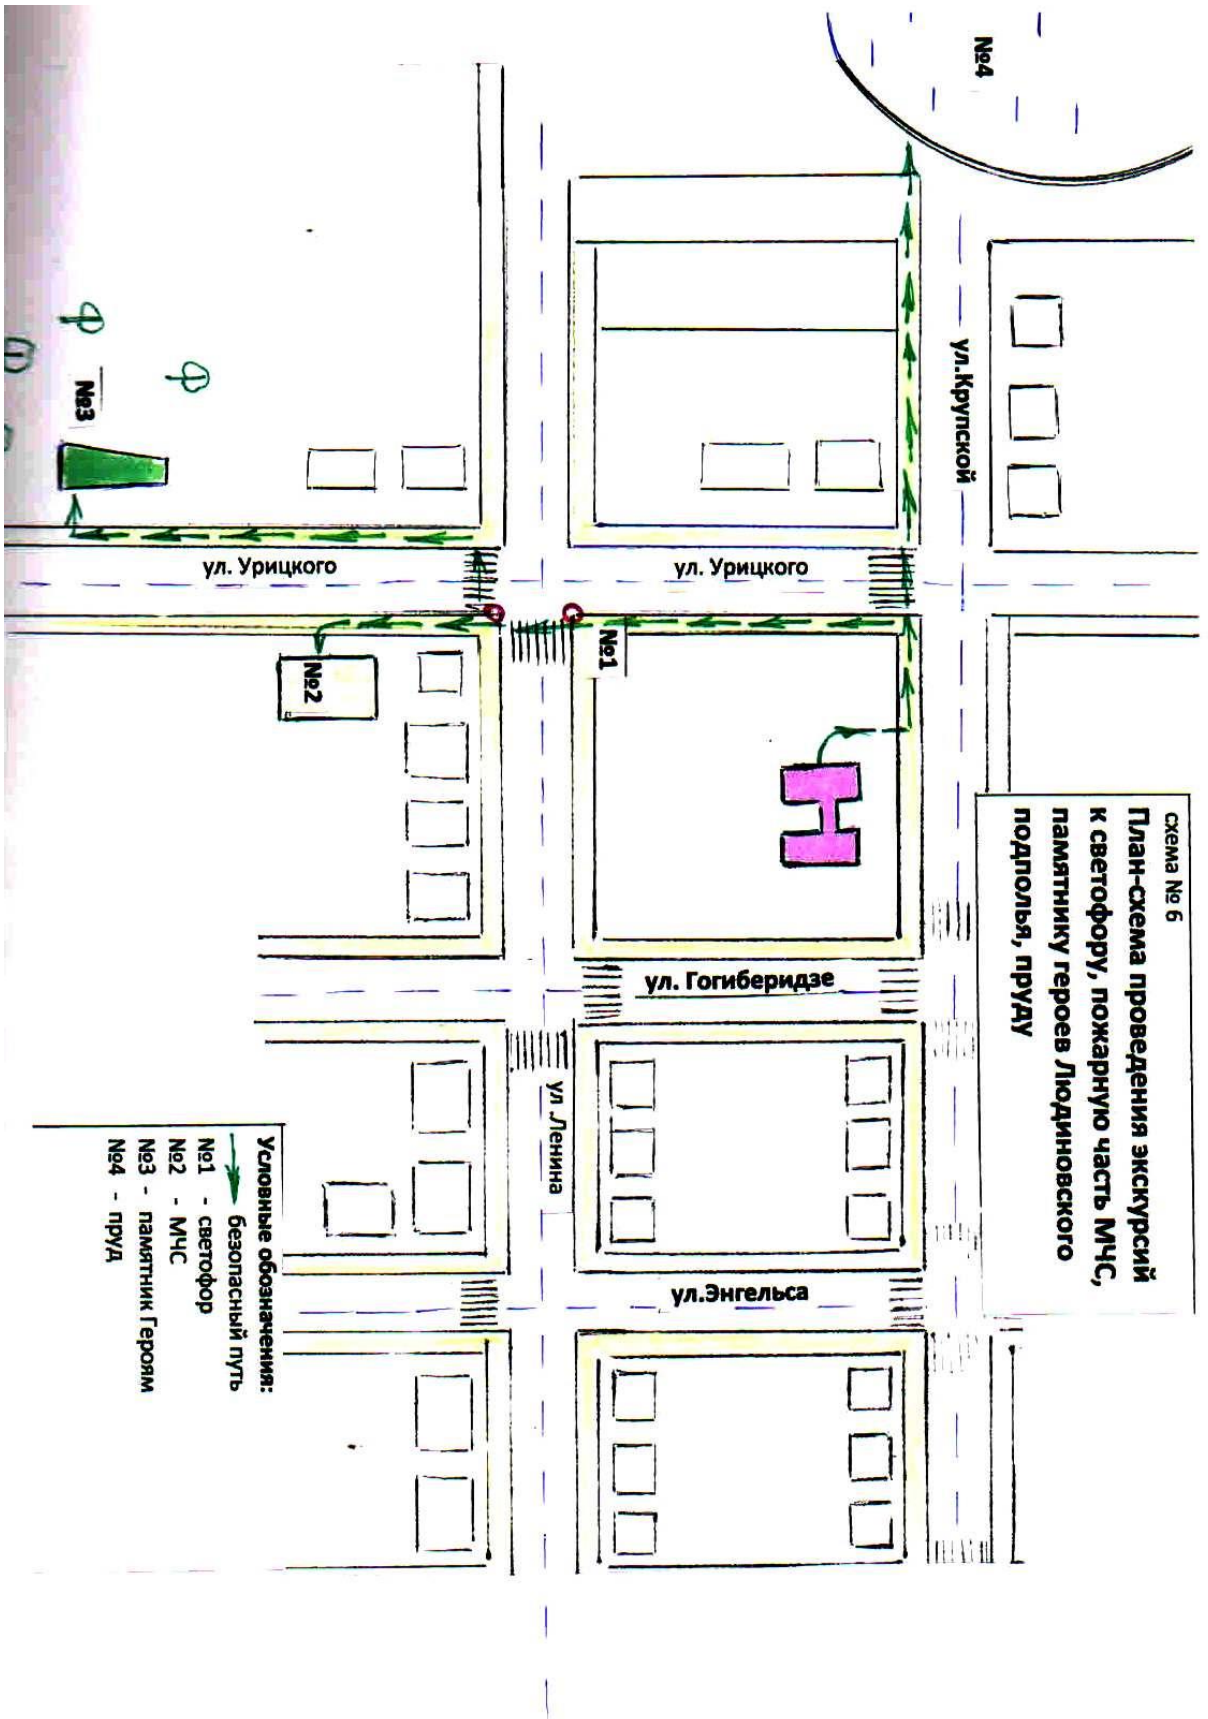 схема № 6
План-схема проведения экскурсий
к светофору, пожарную часть МЧС,
памятнику героев Людиновского
подполья, пруду
№4
ул.Крупской
ул. Урицкого
ул. Урицкого
№1
№2
№3
ул. Гогиберидзе
ул .Ленина
ул.Энгельса
Условные обозначения:
безопасный путь
№1 - светофор
№2 - МЧС
№3 - памятник Героям
№4 - пруд